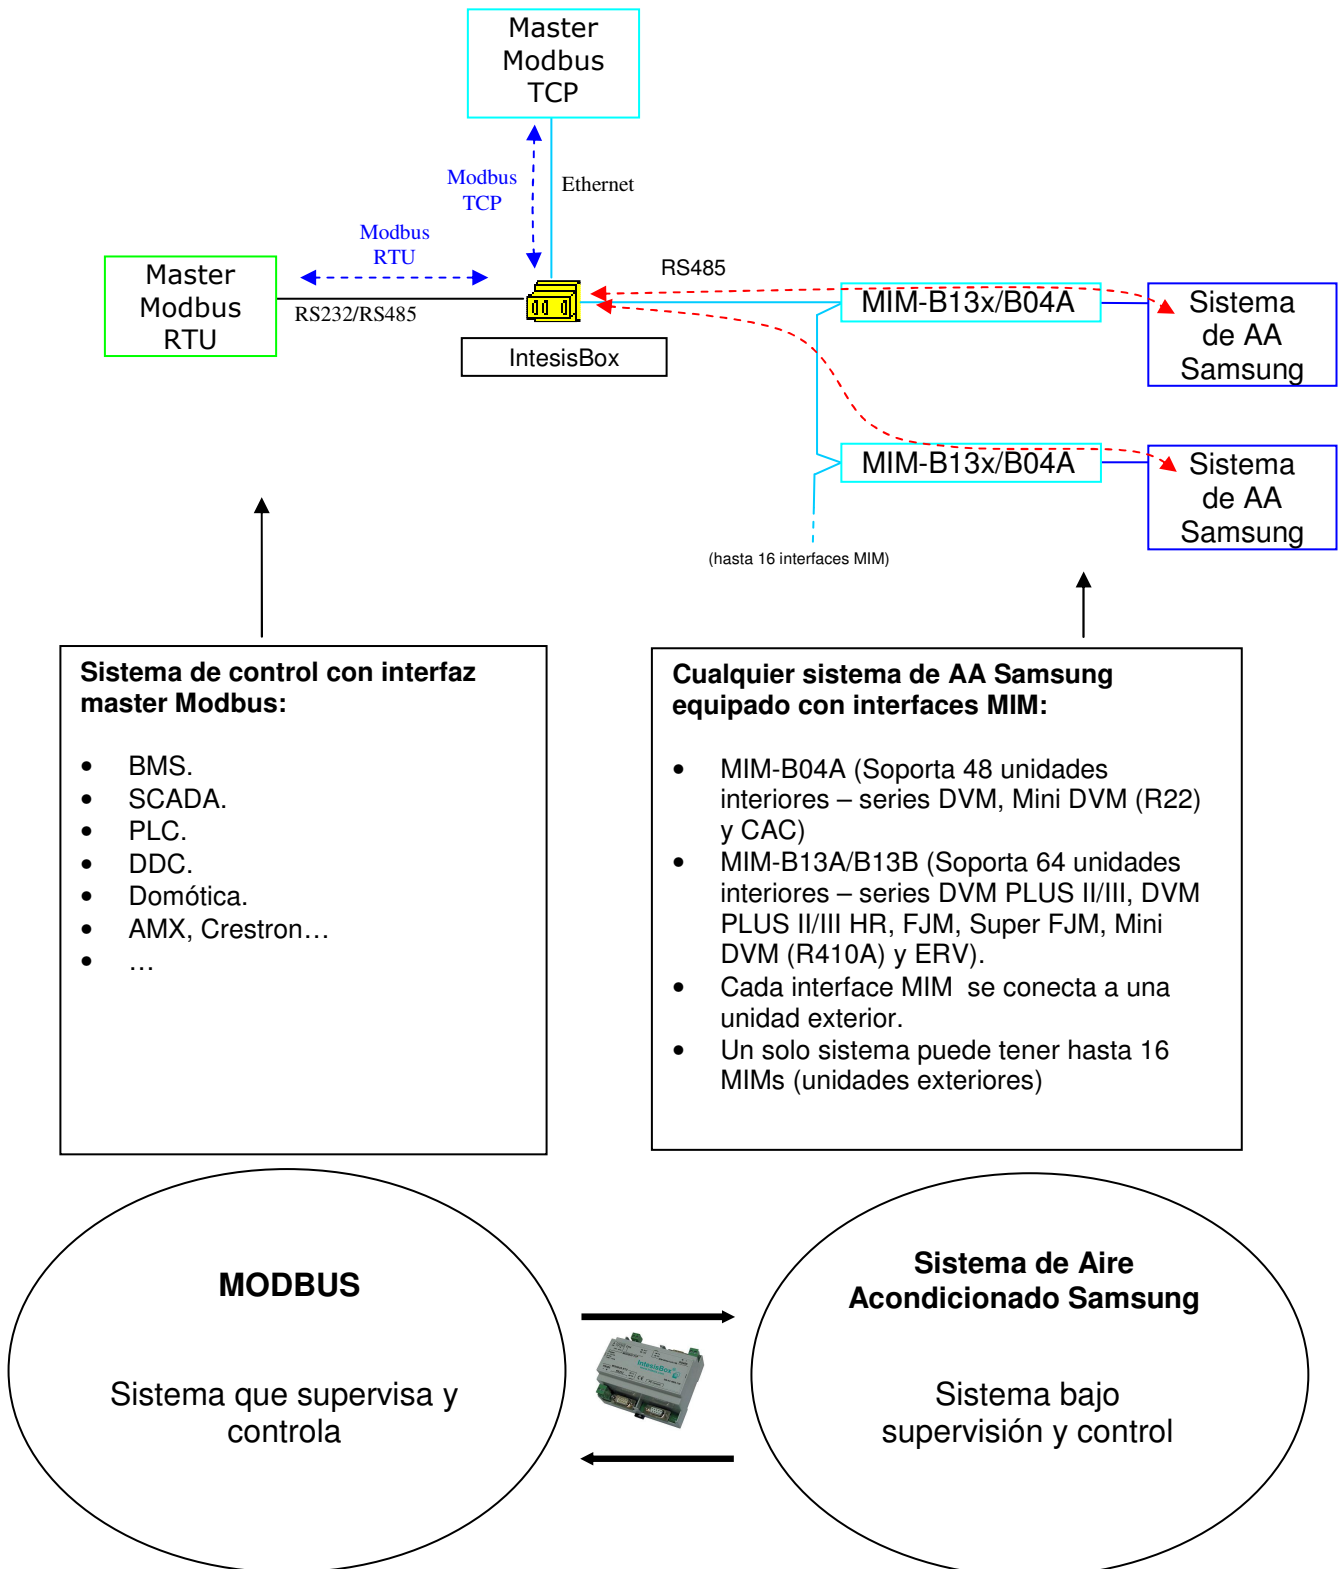 Master
Modbus
TCP
Modbus
TCP
Ethernet
Modbus
RTU
Master
Modbus
RTU
RS232/RS485
RS485
IntesisBox
MIM-B13x/B04A
Sistema
de AA
Samsung
MIM-B13x/B04A
Sistema
de AA
Samsung
(hasta 16 interfaces MIM)
Sistema de control con interfaz
master Modbus:
• BMS.
• SCADA.
• PLC.
• DDC.
• Domótica.
• AMX, Crestron…
• …
Cualquier sistema de AA Samsung
equipado con interfaces MIM:
• MIM-B04A (Soporta 48 unidades
interiores – series DVM, Mini DVM (R22)
y CAC)
• MIM-B13A/B13B (Soporta 64 unidades
interiores – series DVM PLUS II/III, DVM
PLUS II/III HR, FJM, Super FJM, Mini
DVM (R410A) y ERV).
• Cada interface MIM se conecta a una
unidad exterior.
• Un solo sistema puede tener hasta 16
MIMs (unidades exteriores)
MODBUS
Sistema que supervisa y
controla
IntesisBox
Sistema de Aire
Acondicionado Samsung
Sistema bajo
supervisión y control